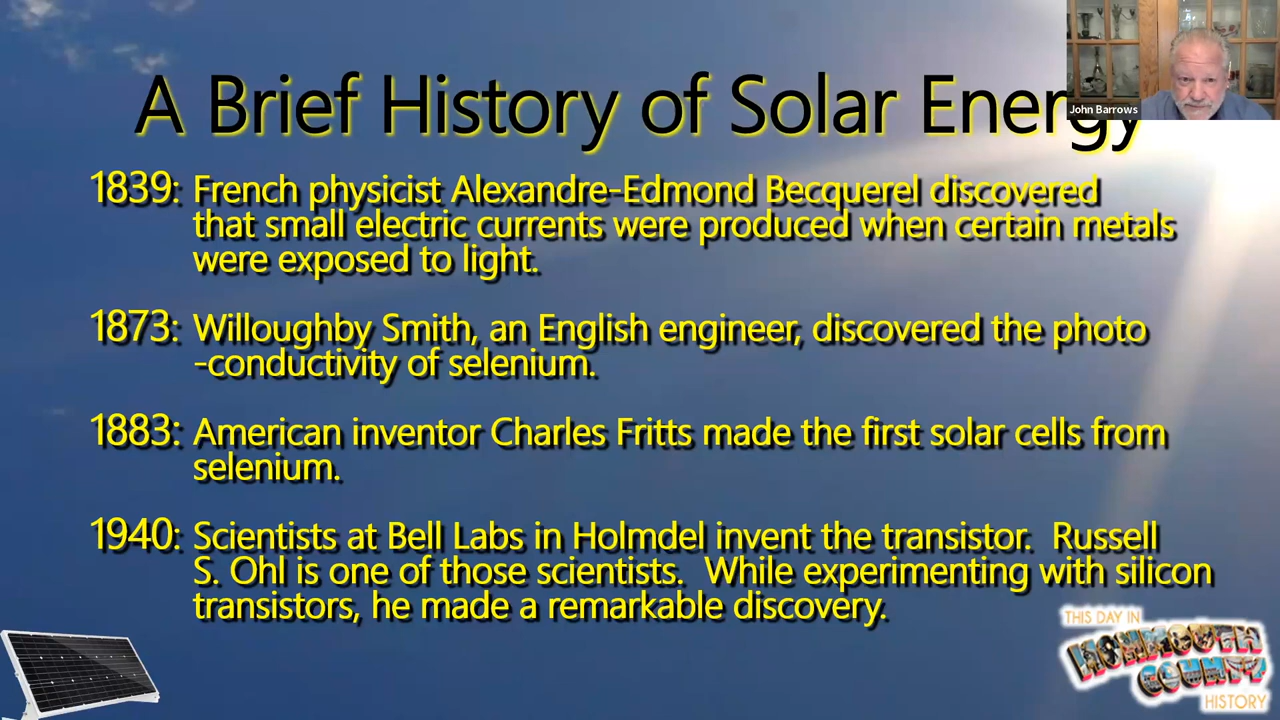 A Brief History of Solar Energy
John Barrows
1839: French physicist Alexandre-Edmond Becquerel discovered
that small electric currents were produced when certain metals
were exposed to light.
1873: Willoughby Smith, an English engineer, discovered the photo
-conductivity of selenium.
1883: American inventor Charles Fritts made the first solar cells from
selenium.
1940: Scientists at Bell Labs in Holmdel invent the transistor. Russell
S. Ohl is one of those scientists. While experimenting with silicon
transistors, he made a remarkable discovery.
THIS DAY IN
MONMOUTH
COUNTY
HISTORY